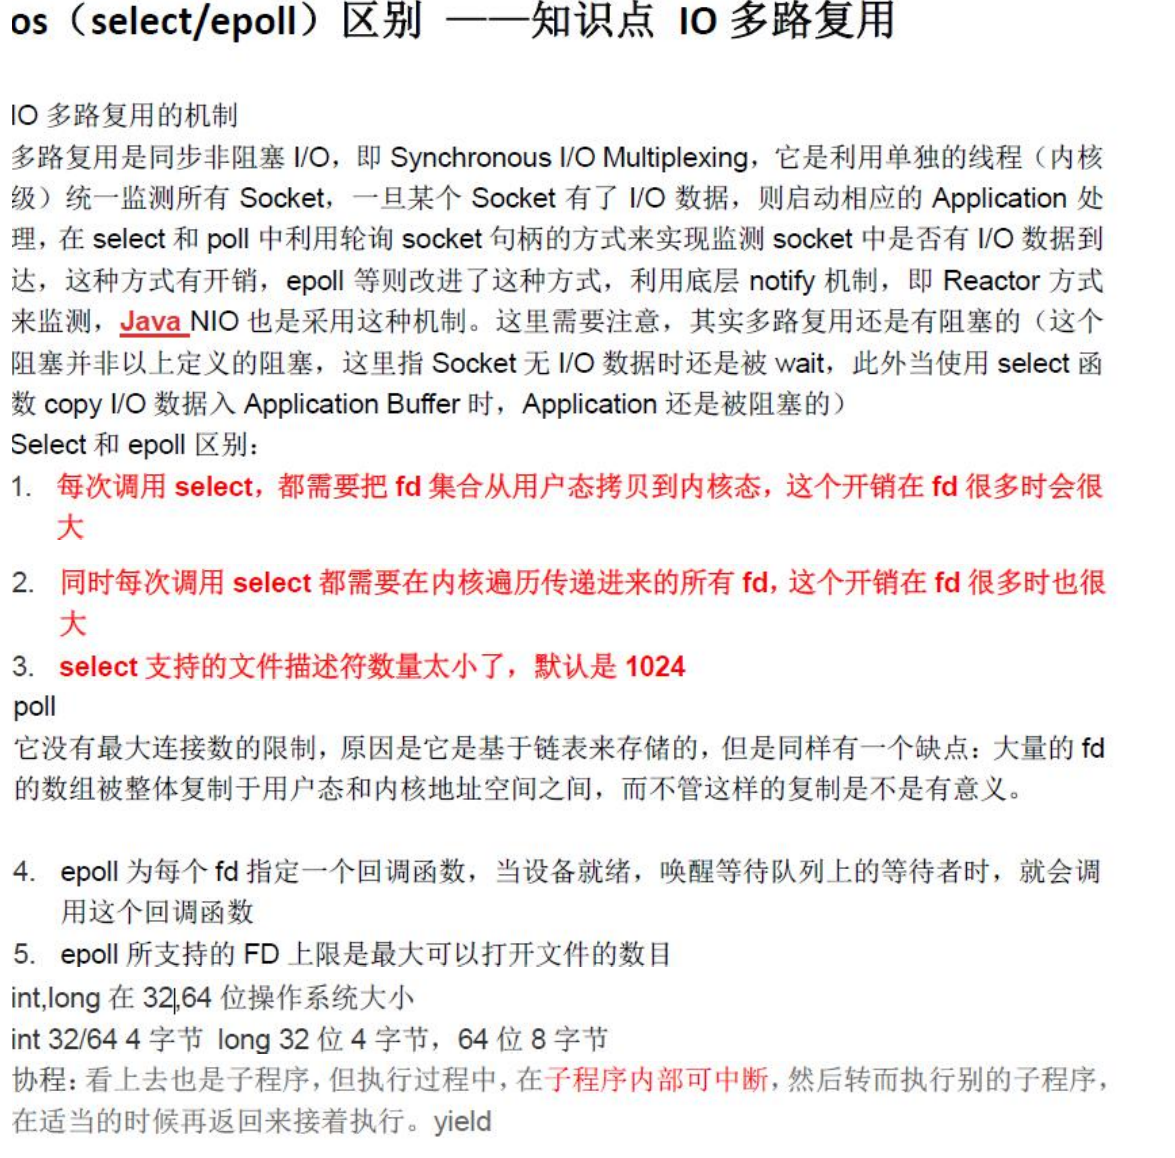 os（select/epoll）区别 ——知识点 IO 多路复用
IO 多路复用的机制
多路复用是同步非阻塞 I/O，即 Synchronous I/O Multiplexing，它是利用单独的线程（内核
级）统一监测所有 Socket，一旦某个 Socket 有了 I/O 数据，则启动相应的 Application 处
理，在 select 和 poll 中利用轮询 socket 句柄的方式来实现监测 socket 中是否有 I/O 数据到
达，这种方式有开销，epoll 等则改进了这种方式，利用底层 notify 机制，即 Reactor 方式
来监测，Java NIO 也是采用这种机制。这里需要注意，其实多路复用还是有阻塞的（这个
阻塞并非以上定义的阻塞，这里指 Socket 无 I/O 数据时还是被 wait，此外当使用 select 函
数 copy I/O 数据入 Application Buffer 时，Application 还是被阻塞的）
Select 和 epoll 区别：
1. 每次调用 select，都需要把 fd 集合从用户态拷贝到内核态，这个开销在 fd 很多时会很
大
2. 同时每次调用 select 都需要在内核遍历传递进来的所有 fd，这个开销在 fd 很多时也很
大
3. select 支持的文件描述符数量太小了，默认是 1024
poll
它没有最大连接数的限制，原因是它是基于链表来存储的，但是同样有一个缺点：大量的 fd
的数组被整体复制于用户态和内核地址空间之间，而不管这样的复制是不是有意义。
4. epoll 为每个 fd 指定一个回调函数，当设备就绪，唤醒等待队列上的等待者时，就会调
用这个回调函数
5. epoll 所支持的 FD 上限是最大可以打开文件的数目
int,long 在 32,64 位操作系统大小
int 32/64 4 字节 long 32 位 4 字节，64 位 8 字节
协程：看上去也是子程序，但执行过程中，在子程序内部可中断，然后转而执行别的子程序，
在适当的时候再返回来接着执行。yield